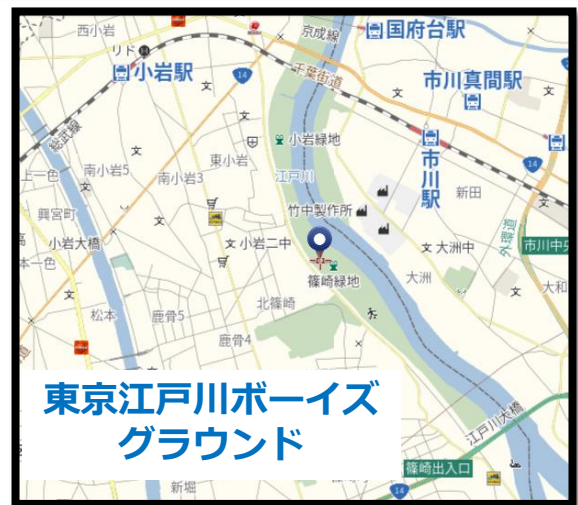 西小岩
リド
京成線
国府台駅
小岩駅
14
千葉街道
市川真間駅
総武線
小岩緑地
東小岩
市川駅
14
上一色
南小岩5
南小岩3
江戸川
新田
興宮町
竹中製作所
外環道
小岩大橋
小岩二中
大洲中
市川中央
本一色
篠崎緑地
大洲
大和
松本
鹿骨5
北篠崎
鹿骨4
東京江戸川ボーイズ
グラウンド
江戸川大橋
篠崎出入口
新堀
14